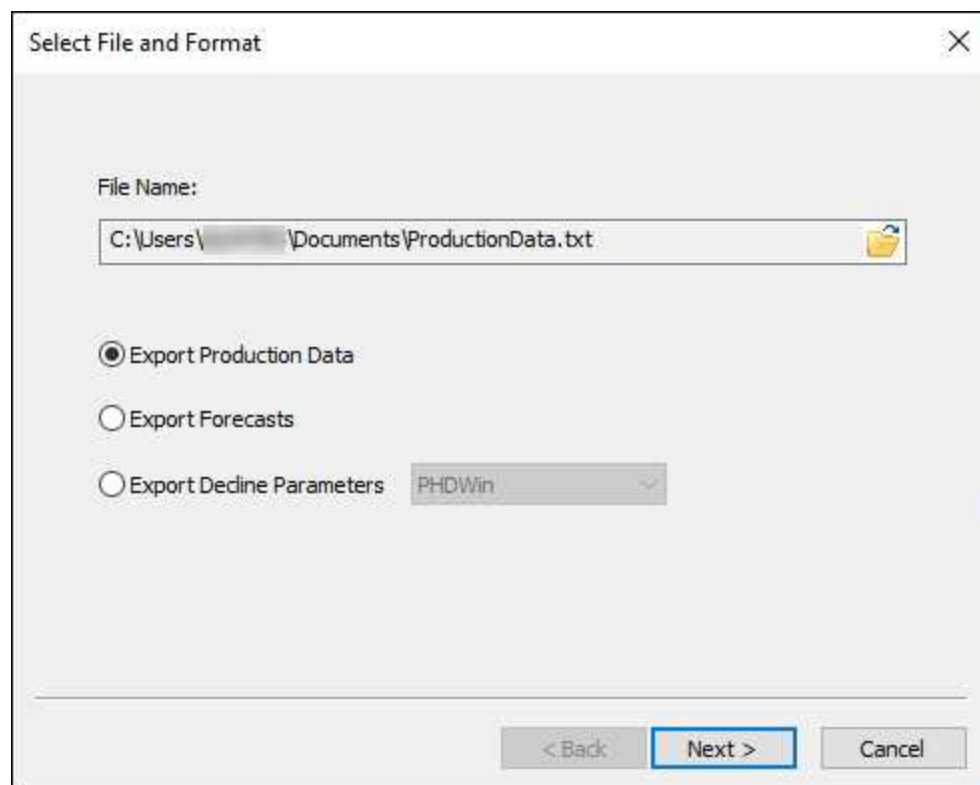 Select File and Format
File Name:
C:\Users\ \Documents\ProductionData.txt
Export Production Data
Export Forecasts
Export Decline Parameters PHDWin
< Back Next > Cancel